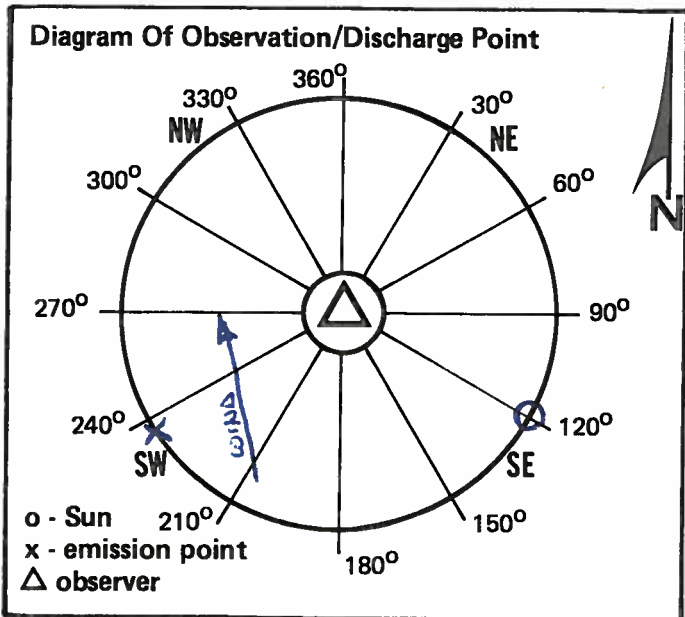 Diagram Of Observation/Discharge Point
360°
330°
30°
NW
NE
300°
60°
N
270°
90°
WIND
240°
120°
SW
SE
o - Sun
210°
150°
x - emission point
180°
△ observer